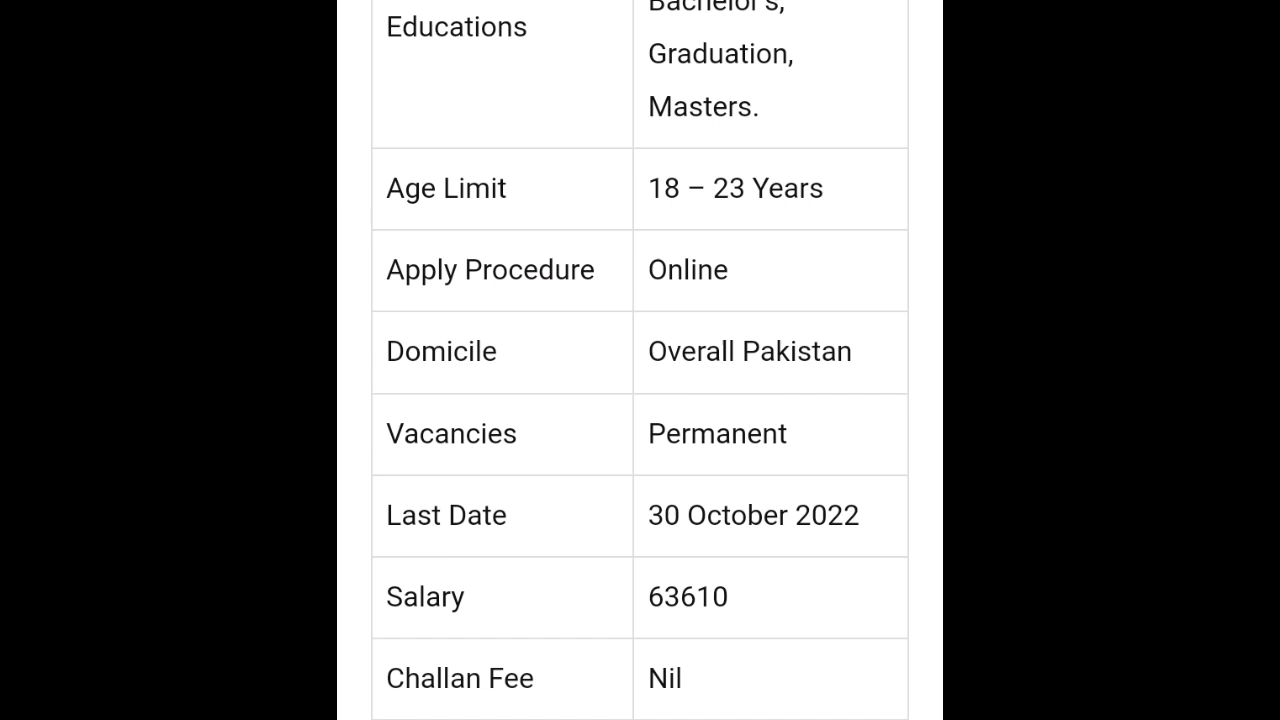 Bachelor's,
Educations
Graduation,
Masters.
Age Limit 18 – 23 Years
Apply Procedure Online
Domicile Overall Pakistan
Vacancies Permanent
Last Date 30 October 2022
Salary 63610
Challan Fee Nil